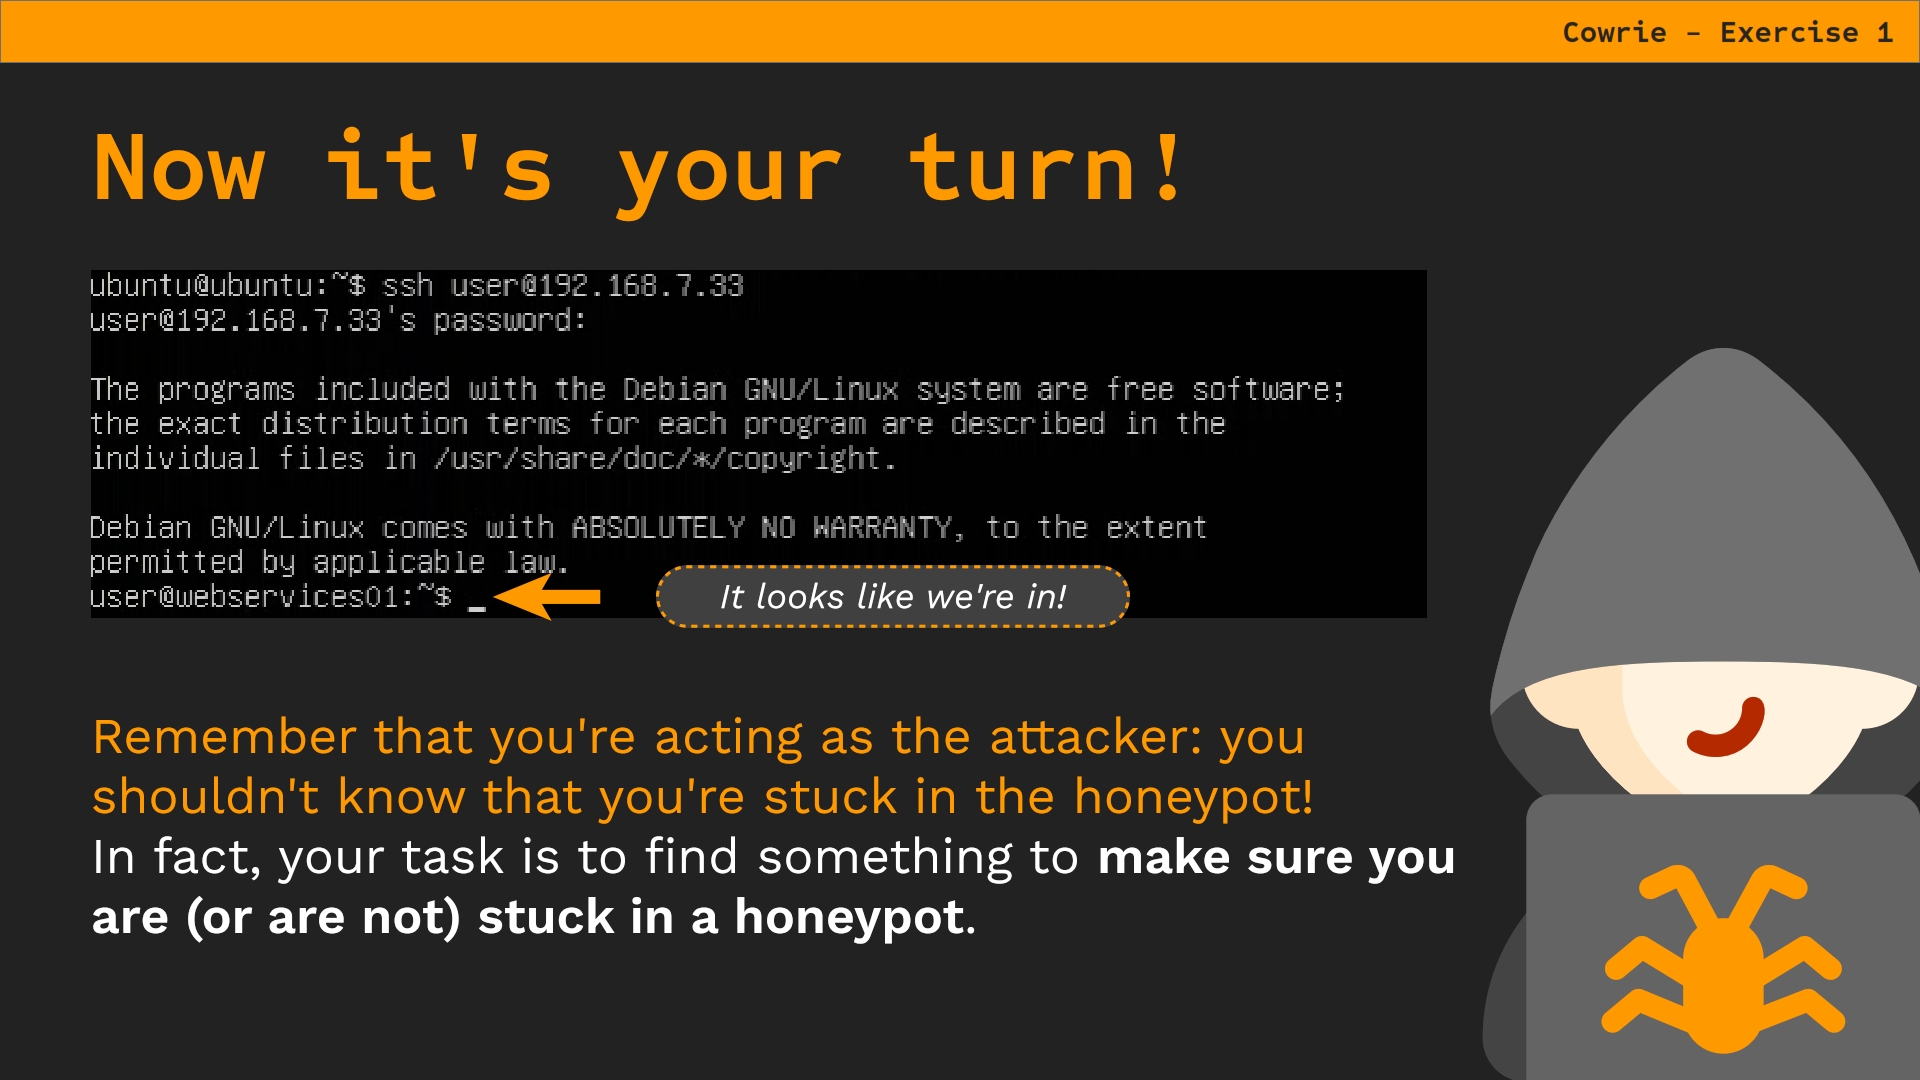 Cowrie – Exercise 1
Now it's your turn!
ubuntu@ubuntu:~$ ssh user@192.168.7.33
user@192.168.7.33's password:
The programs included with the Debian GNU/Linux system are free software;
the exact distribution terms for each program are described in the
individual files in /usr/share/doc/*/copyright.
Debian GNU/Linux comes with ABSOLUTELY NO WARRANTY, to the extent
permitted by applicable law.
user@webservices01:~$ _
It looks like we're in!
Remember that you're acting as the attacker: you
shouldn't know that you're stuck in the honeypot!
In fact, your task is to find something to make sure you
are (or are not) stuck in a honeypot.